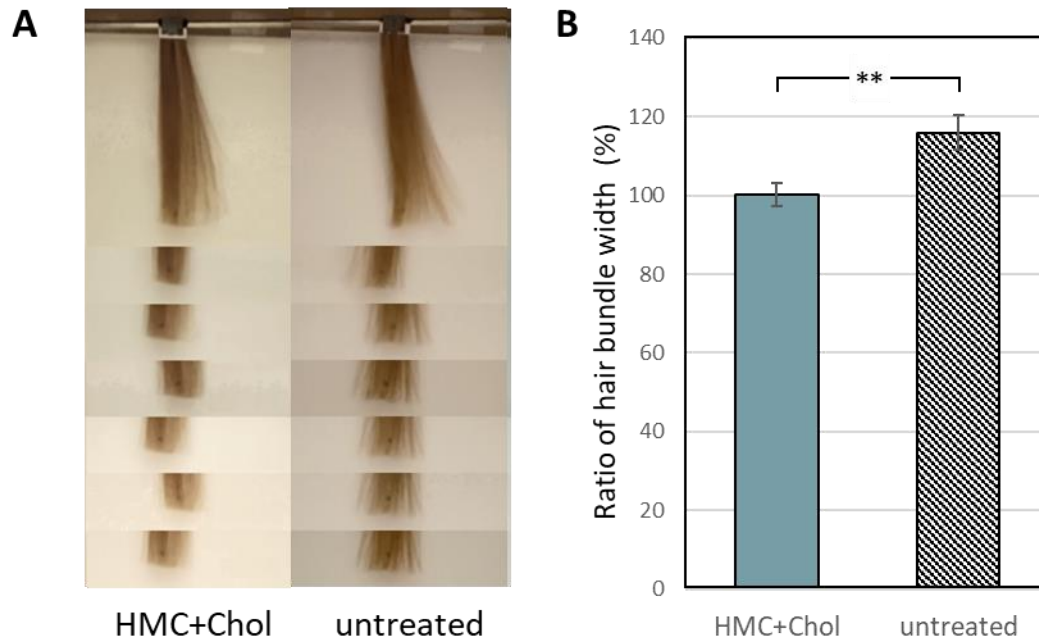 A
HMC+Chol
untreated
B
Ratio of hair bundle width (%)
140
120
100
80
60
40
20
0
**
HMC+Chol
untreated